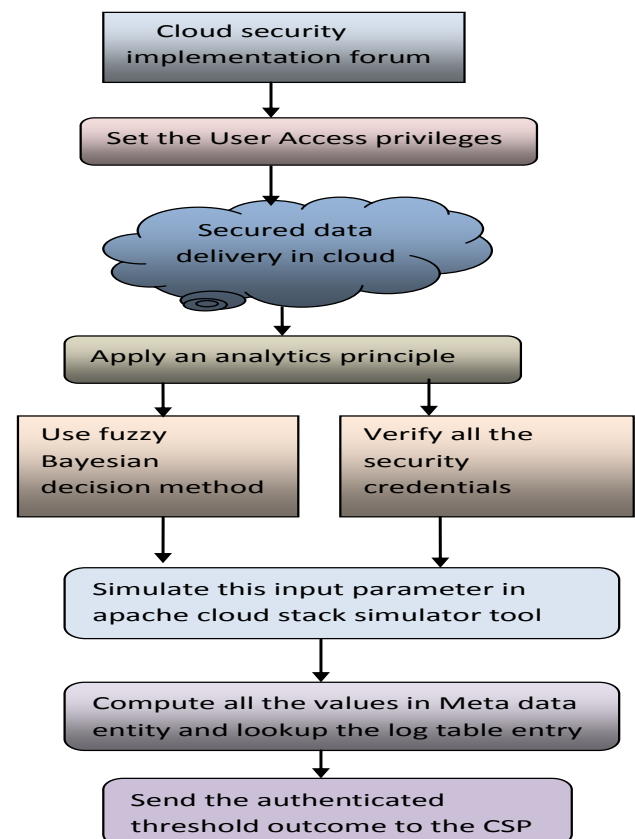 Cloud security
implementation forum
Set the User Access privileges
Secured data
delivery in cloud
Apply an analytics principle
Use fuzzy
Bayesian
decision method
Verify all the
security
credentials
Simulate this input parameter in
apache cloud stack simulator tool
Compute all the values in Meta data
entity and lookup the log table entry
Send the authenticated
threshold outcome to the CSP